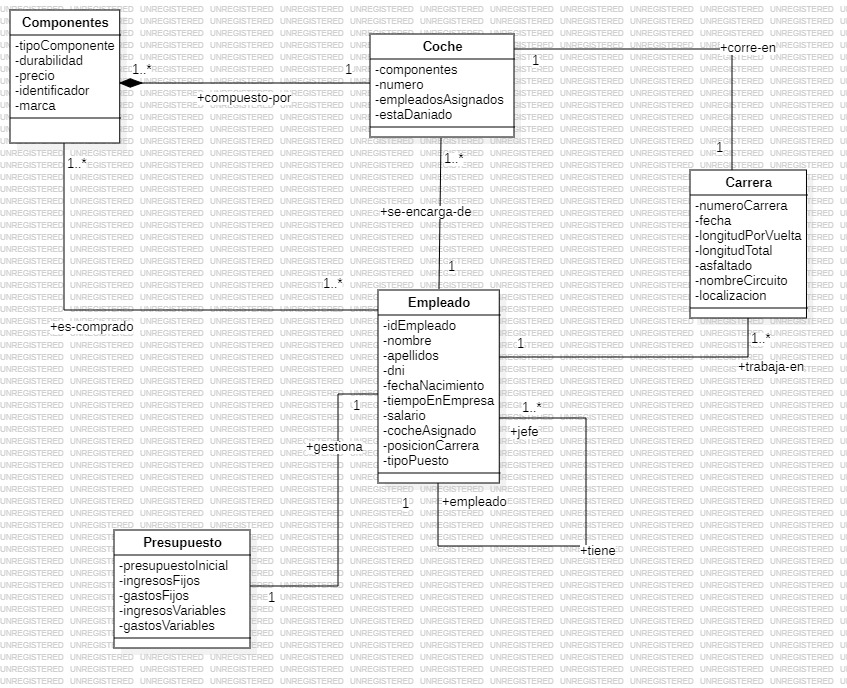 Componentes
-tipoComponente
-durabilidad
-precio
-identificador
-marca
1..*
1
+compuesto-por
Coche
-componentes
-numero
-empleadosAsignados
-estaDaniado
1
+corre-en
1
Carrera
-numeroCarrera
-fecha
-longitudPorVuelta
-longitudTotal
-asfaltado
-nombreCircuito
-localizacion
1..*
1..*
+se-encarga-de
1
1..*
+es-comprado
Empleado
-idEmpleado
-nombre
-apellidos
-dni
-fechaNacimiento
-tiempoEnEmpresa
-salario
-cocheAsignado
-posicionCarrera
-tipoPuesto
1
1..*
+trabaja-en
1
+gestiona
1..*
+jefe
1
+empleado
+tiene
Presupuesto
-presupuestoInicial
-ingresosFijos
-gastosFijos
-ingresosVariables
-gastosVariables
1
UNREGISTERED